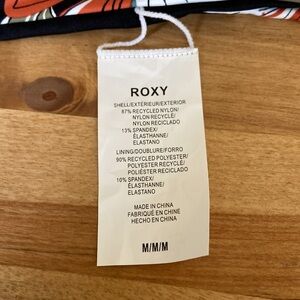 ROXY
SHELL/EXTÉRIEUR/EXTERIOR
87% RECYCLED NYLON/
NYLON RECYCLÉ/
NYLON RECICLADO
13% SPANDEX/
ÉLASTHANNE/
ELASTANO
LINING/DOUBLURE/FORRO
90% RECYCLED POLYESTER/
POLYESTER RECYCLÉ/
POLIÉSTER RECICLADO
10% SPANDEX/
ÉLASTHANNE/
ELASTANO
MADE IN CHINA
FABRIQUÉ EN CHINE
HECHO EN CHINA
M/M/M